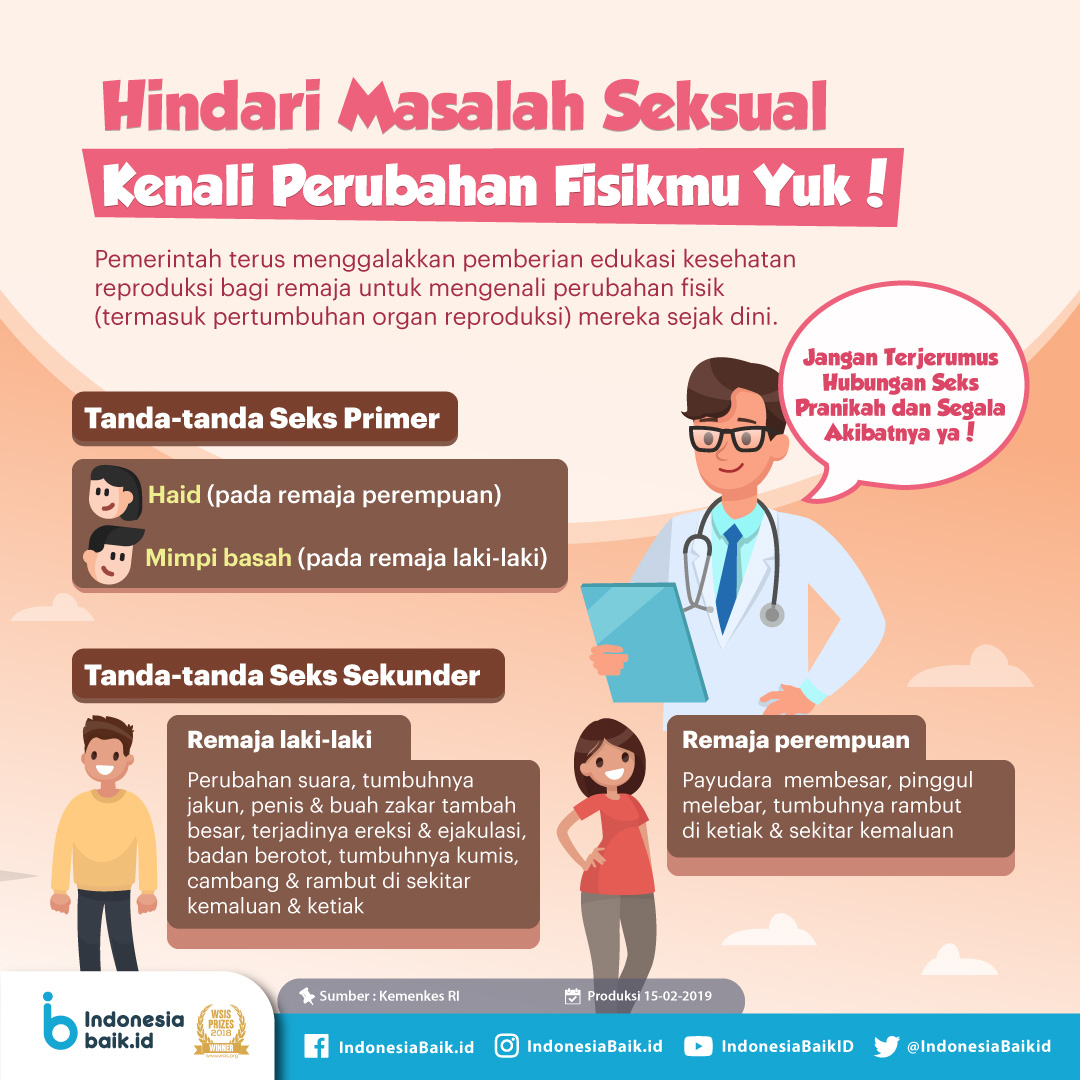 Hindari Masalah Seksual
Kenali Perubahan Fisikmu Yuk!
Pemerintah terus menggalakkan pemberian edukasi kesehatan
reproduksi bagi remaja untuk mengenali perubahan fisik
(termasuk pertumbuhan organ reproduksi) mereka sejak dini.
Jangan Terjerumus
Hubungan Seks
Pranikah dan Segala
Akibatnya ya!
Tanda-tanda Seks Primer
Haid (pada remaja perempuan)
Mimpi basah (pada remaja laki-laki)
Tanda-tanda Seks Sekunder
Remaja laki-laki
Perubahan suara, tumbuhnya
jakun, penis & buah zakar tambah
besar, terjadinya ereksi & ejakulasi,
badan berotot, tumbuhnya kumis,
cambang & rambut di sekitar
kemaluan & ketiak
Remaja perempuan
Payudara membesar, pinggul
melebar, tumbuhnya rambut
di ketiak & sekitar kemaluan
Sumber : Kemenkes RI
Produksi 15-02-2019
Indonesia
baik.id
WSIS
PRIZES
2018
WINNER
www.wsis.org
IndonesiaBaik.id
IndonesiaBaik.id
IndonesiaBaikID
@IndonesiaBaikid